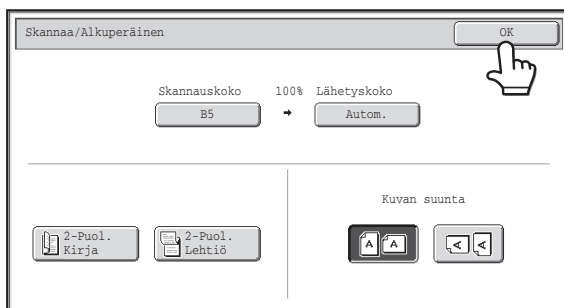 Skannaa/Alkuperäinen
OK
Skannauskoko 100% Lähetyskoko
B5 Autom.
Kuvan suunta
2-Puol.
Kirja
2-Puol.
Lehtiö
A A
A A